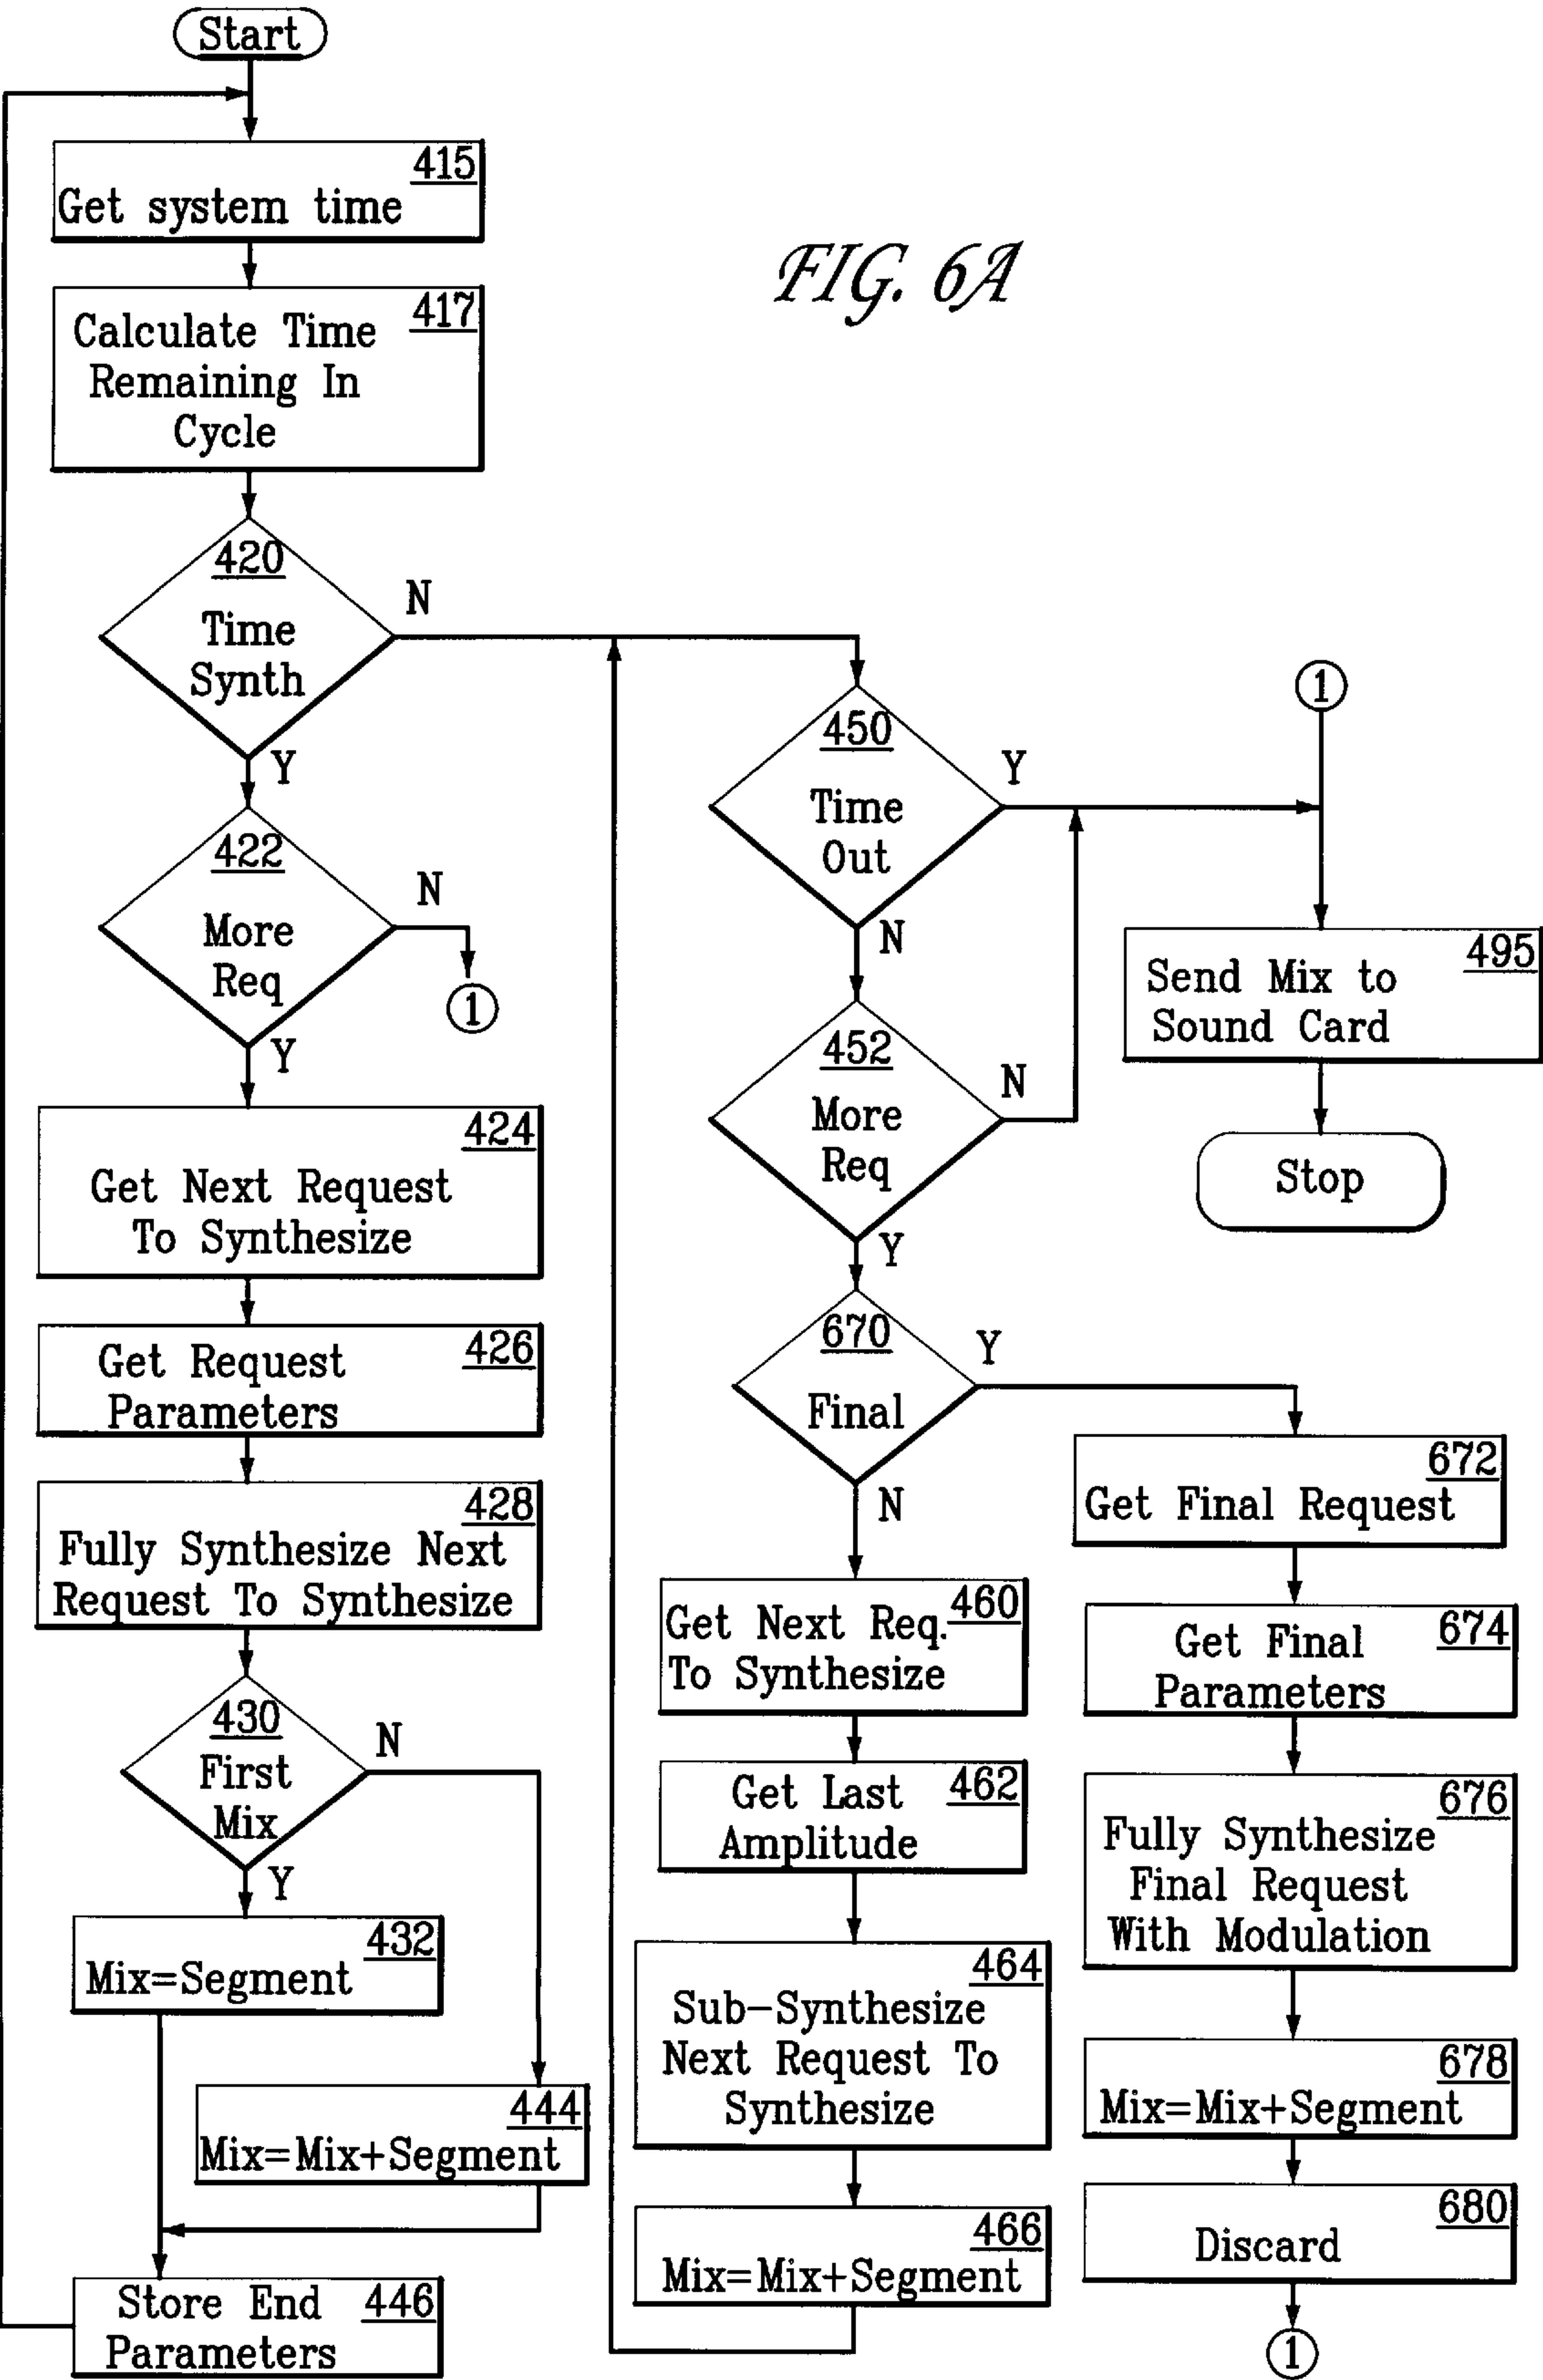 Start
415
Get system time
417
Calculate Time
Remaining In
Cycle
420
Time
Synth
N
Y
422
More
Req
N
1
Y
424
Get Next Request
To Synthesize
426
Get Request
Parameters
428
Fully Synthesize Next
Request To Synthesize
430
First
Mix
N
Y
432
Mix=Segment
444
Mix=Mix+Segment
446
Store End
Parameters
FIG. 6A
450
Time
Out
Y
N
452
More
Req
N
Y
670
Final
Y
N
460
Get Next Req.
To Synthesize
462
Get Last
Amplitude
464
Sub-Synthesize
Next Request To
Synthesize
466
Mix=Mix+Segment
1
495
Send Mix to
Sound Card
Stop
672
Get Final Request
674
Get Final
Parameters
676
Fully Synthesize
Final Request
With Modulation
678
Mix=Mix+Segment
680
Discard
1